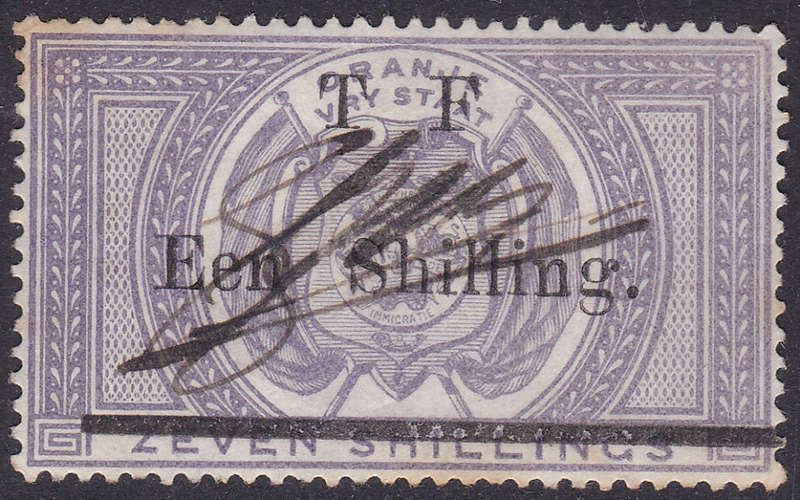 ORANJE
VRY STAAT
T F
Een Shilling.
IMMIGRATIE
ZEVEN SHILLINGS